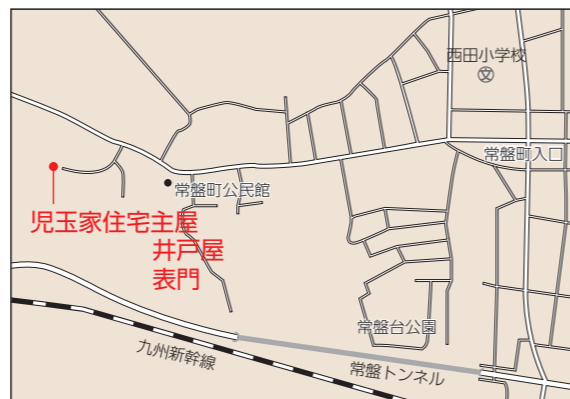 西田小学校
文
常盤町入口
常盤町公民館
児玉家住宅主屋
井戸屋
表門
常盤台公園
九州新幹線
常盤トンネル